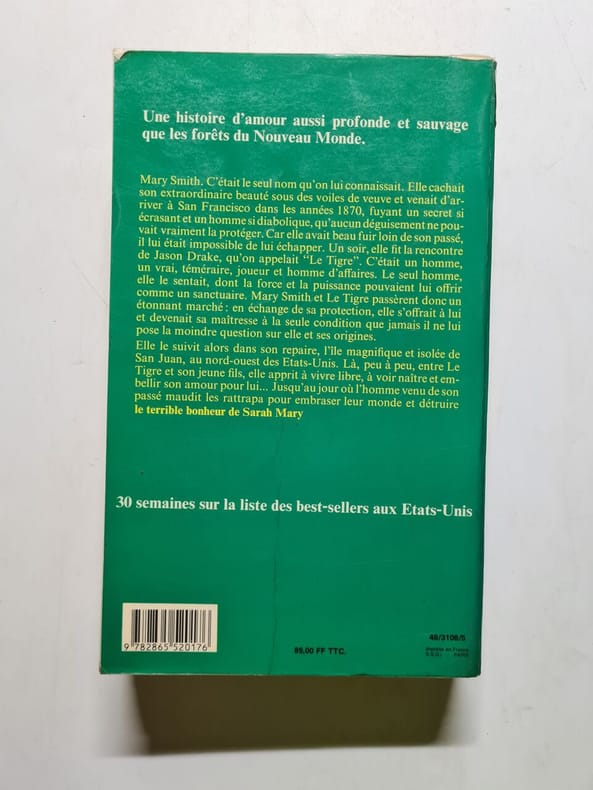 Une histoire d'amour aussi profonde et sauvage
que les forêts du Nouveau Monde.
Mary Smith. C'était le seul nom qu'on lui connaissait. Elle cachait
son extraordinaire beauté sous des voiles de veuve et venait d'ar-
river à San Francisco dans les années 1870, fuyant un secret si
écrasant et un homme si diabolique, qu'aucun déguisement ne pou-
vait vraiment la protéger. Car elle avait beau fuir loin de son passé,
il lui était impossible de lui échapper. Un soir, elle fit la rencontre
de Jason Drake, qu'on appelait "Le Tigre". C'était un homme,
un vrai, téméraire, joueur et homme d'affaires. Le seul homme,
elle le sentait, dont la force et la puissance pouvaient lui offrir
comme un sanctuaire. Mary Smith et Le Tigre passèrent donc un
étonnant marché : en échange de sa protection, elle s'offrait à lui
et devenait sa maîtresse à la seule condition que jamais il ne lui
pose la moindre question sur elle et ses origines.
Elle le suivit alors dans son repaire, l'île magnifique et isolée de
San Juan, au nord-ouest des Etats-Unis. Là, peu à peu, entre Le
Tigre et son jeune fils, elle apprit à vivre libre, à voir naître et em-
bellir son amour pour lui... Jusqu'au jour où l'homme venu de son
passé maudit les rattrapa pour embraser leur monde et détruire
le terrible bonheur de Sarah Mary
30 semaines sur la liste des best-sellers aux Etats-Unis
9 782865 520176
89,00 FF TTC.
48/3108/5
Imprimé en France
PARIS